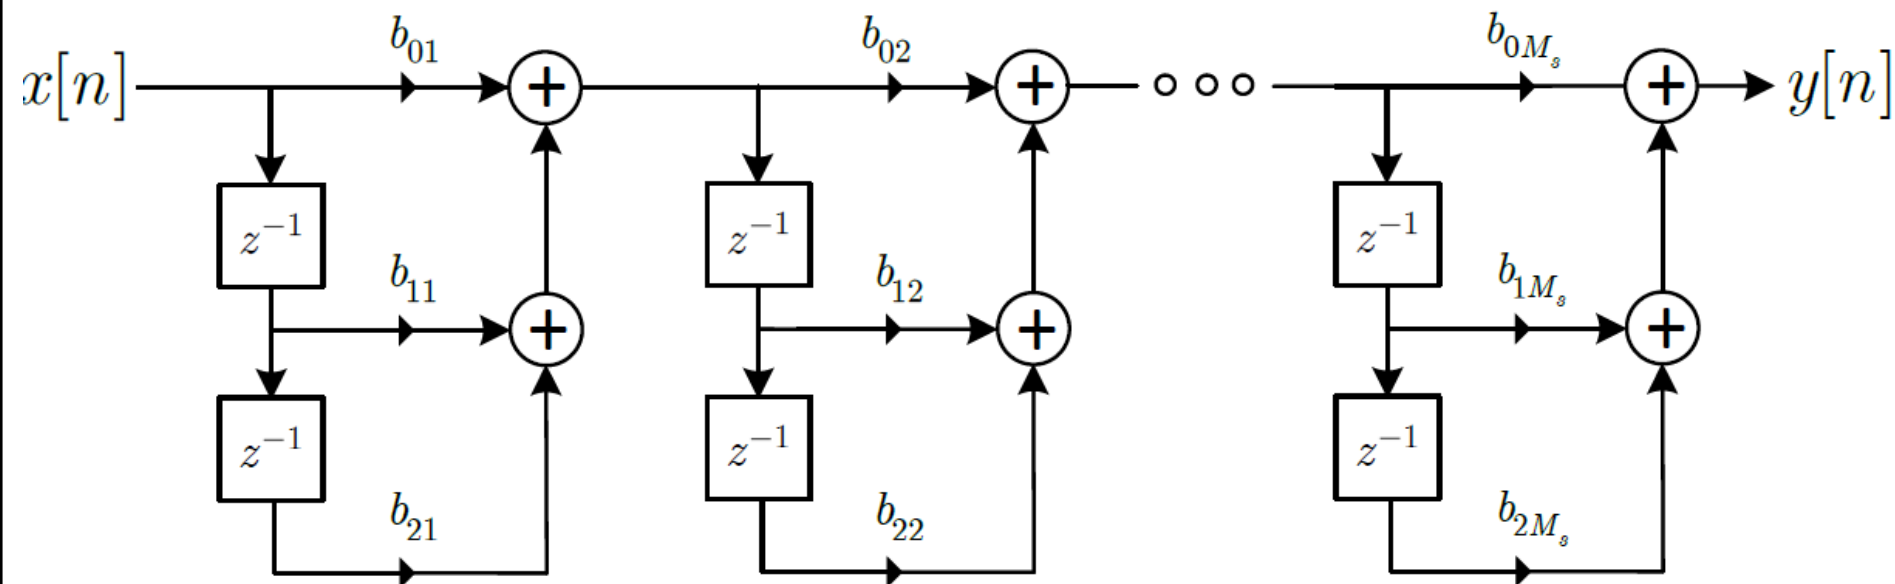 x[n] b₀₁ + b₀₂ + ○ ○ ○ b₀Mₛ + y[n]
z⁻¹ z⁻¹ z⁻¹
b₁₁ + b₁₂ + b₁Mₛ +
z⁻¹ z⁻¹ z⁻¹
b₂₁ b₂₂ b₂Mₛ